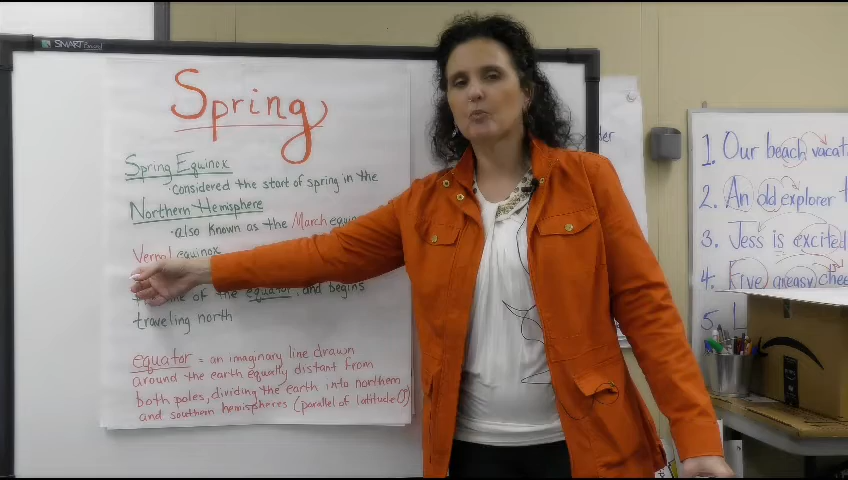 SMART Board
Spring
Spring Equinox
considered the start of spring in the
Northern Hemisphere
· also known as the March
Vernal equinox
of the equator, and begins
traveling north
equator = an imaginary line drawn
around the earth equally distant from
both poles, dividing the earth into northern
and southern hemispheres (parallel of latitude 0)
1. Our beach
2. An old explorer
3. Jess is excited
4. Five greasy
5. L